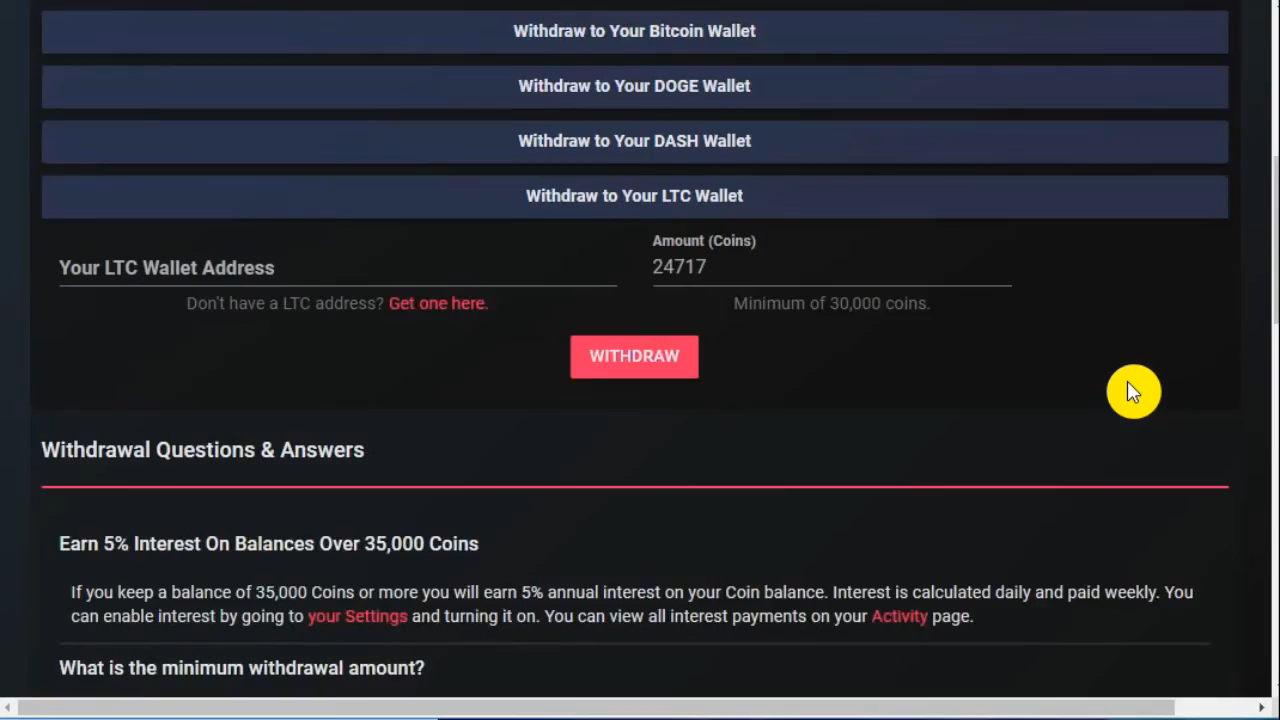 Withdraw to Your Bitcoin Wallet
Withdraw to Your DOGE Wallet
Withdraw to Your DASH Wallet
Withdraw to Your LTC Wallet
Amount (Coins)
Your LTC Wallet Address
24717
Don't have a LTC address? Get one here.
Minimum of 30,000 coins.
WITHDRAW
Withdrawal Questions & Answers
Earn 5% Interest On Balances Over 35,000 Coins
If you keep a balance of 35,000 Coins or more you will earn 5% annual interest on your Coin balance. Interest is calculated daily and paid weekly. You
can enable interest by going to your Settings and turning it on. You can view all interest payments on your Activity page.
What is the minimum withdrawal amount?